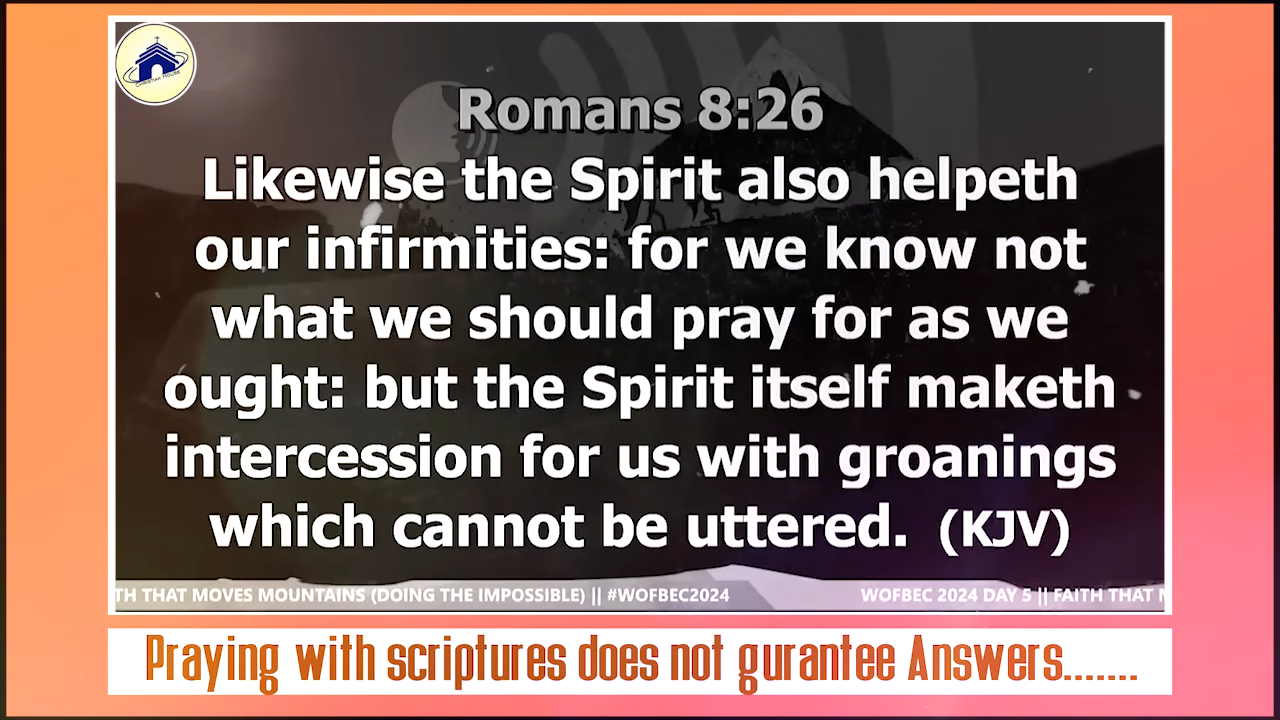 CHRISTIAN HOUSE
Romans 8:26
Likewise the Spirit also helpeth
our infirmities: for we know not
what we should pray for as we
ought: but the Spirit itself maketh
intercession for us with groanings
which cannot be uttered. (KJV)
TH THAT MOVES MOUNTAINS (DOING THE IMPOSSIBLE) || #WOFBEC2024 WOFBEC 2024 DAY 5 || FAITH THAT M
Praying with scriptures does not gurantee Answers.......